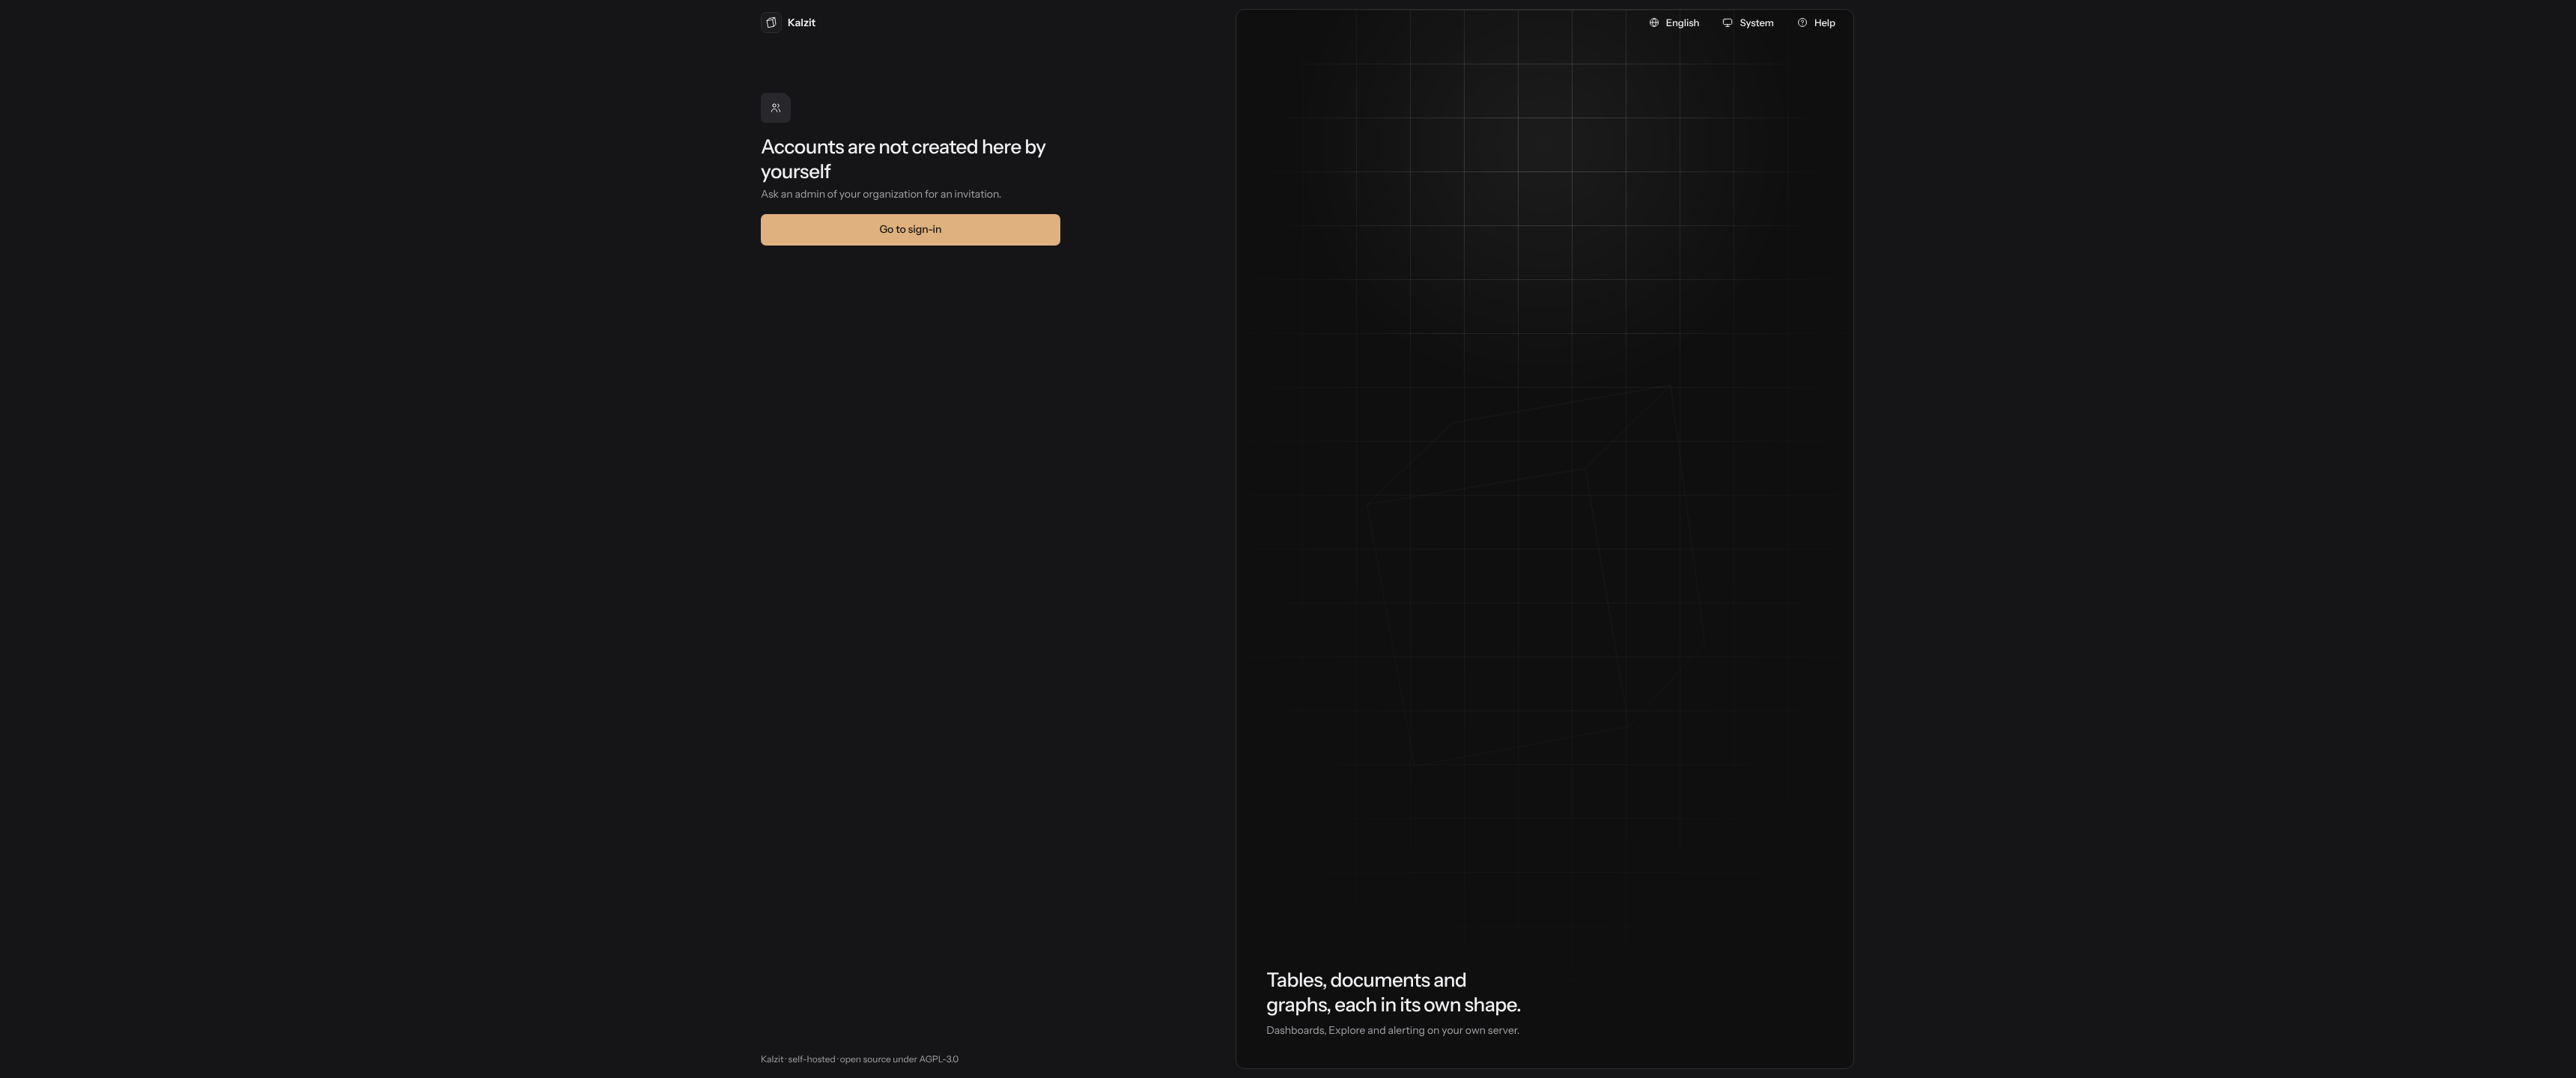 Kalzit
English
System
Help
Accounts are not created here by
yourself
Ask an admin of your organization for an invitation.
Go to sign-in
Tables, documents and
graphs, each in its own shape.
Dashboards, Explore and alerting on your own server.
Kalzit · self-hosted · open source under AGPL-3.0